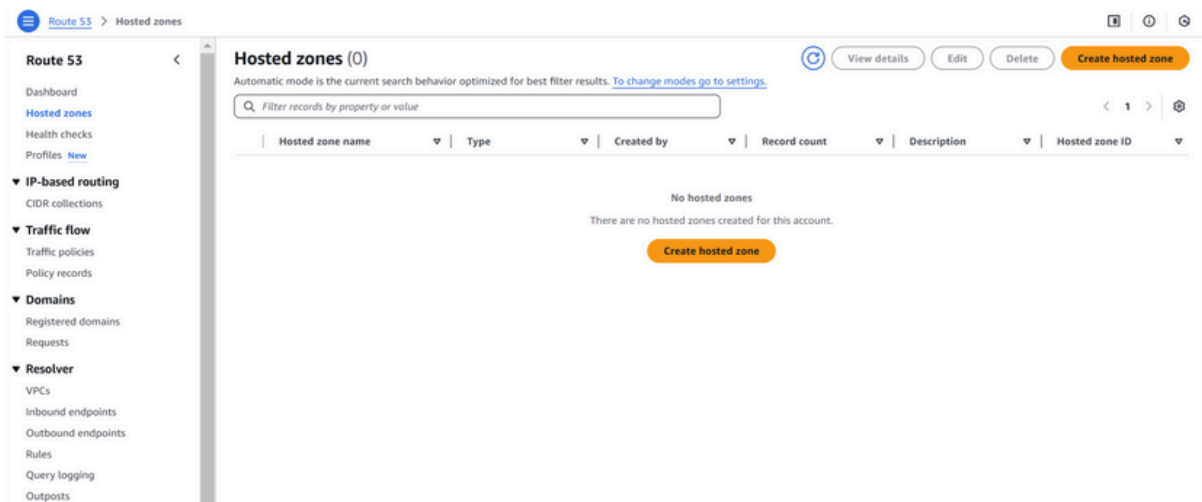 Route 53 > Hosted zones
Route 53
Dashboard
Hosted zones
Health checks
Profiles New
IP-based routing
CIDR collections
Traffic flow
Traffic policies
Policy records
Domains
Registered domains
Requests
Resolver
VPCs
Inbound endpoints
Outbound endpoints
Rules
Query logging
Outposts
Hosted zones (0)
View details Edit Delete Create hosted zone
Automatic mode is the current search behavior optimized for best filter results. To change modes go to settings.
Filter records by property or value
1
Hosted zone name Type Created by Record count Description Hosted zone ID
No hosted zones
There are no hosted zones created for this account.
Create hosted zone